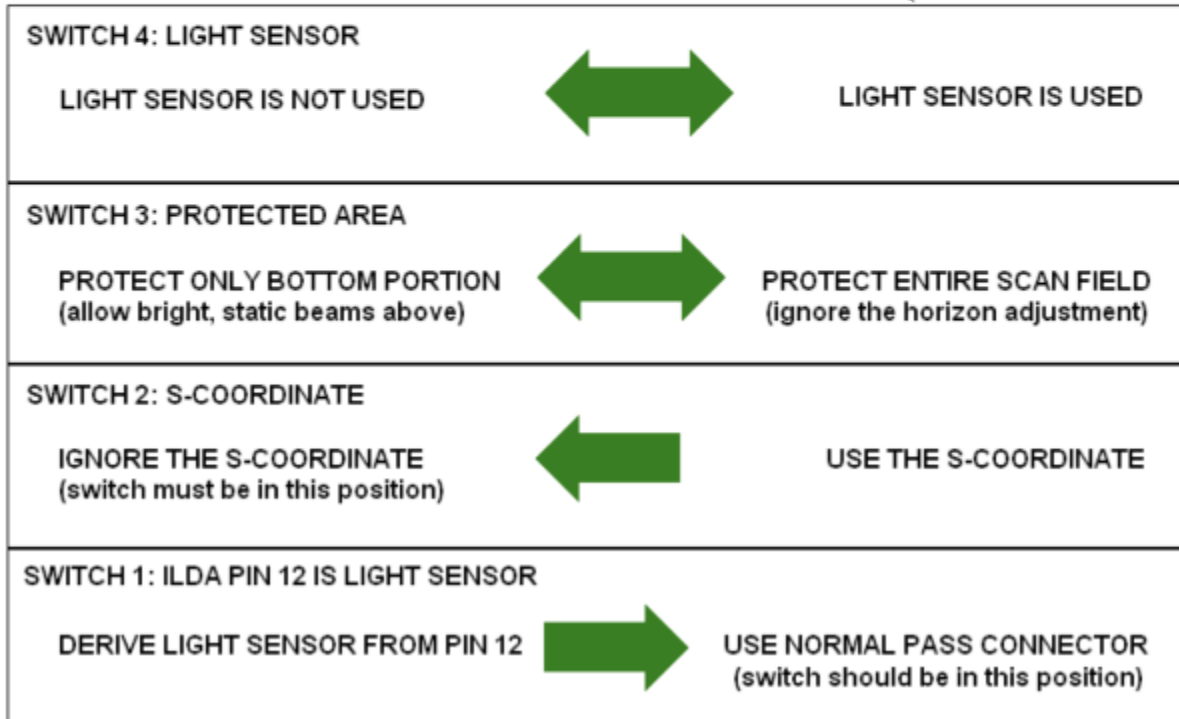 SWITCH 4: LIGHT SENSOR
LIGHT SENSOR IS NOT USED
LIGHT SENSOR IS USED
SWITCH 3: PROTECTED AREA
PROTECT ONLY BOTTOM PORTION
(allow bright, static beams above)
PROTECT ENTIRE SCAN FIELD
(ignore the horizon adjustment)
SWITCH 2: S-COORDINATE
IGNORE THE S-COORDINATE
(switch must be in this position)
USE THE S-COORDINATE
SWITCH 1: ILDA PIN 12 IS LIGHT SENSOR
DERIVE LIGHT SENSOR FROM PIN 12
USE NORMAL PASS CONNECTOR
(switch should be in this position)